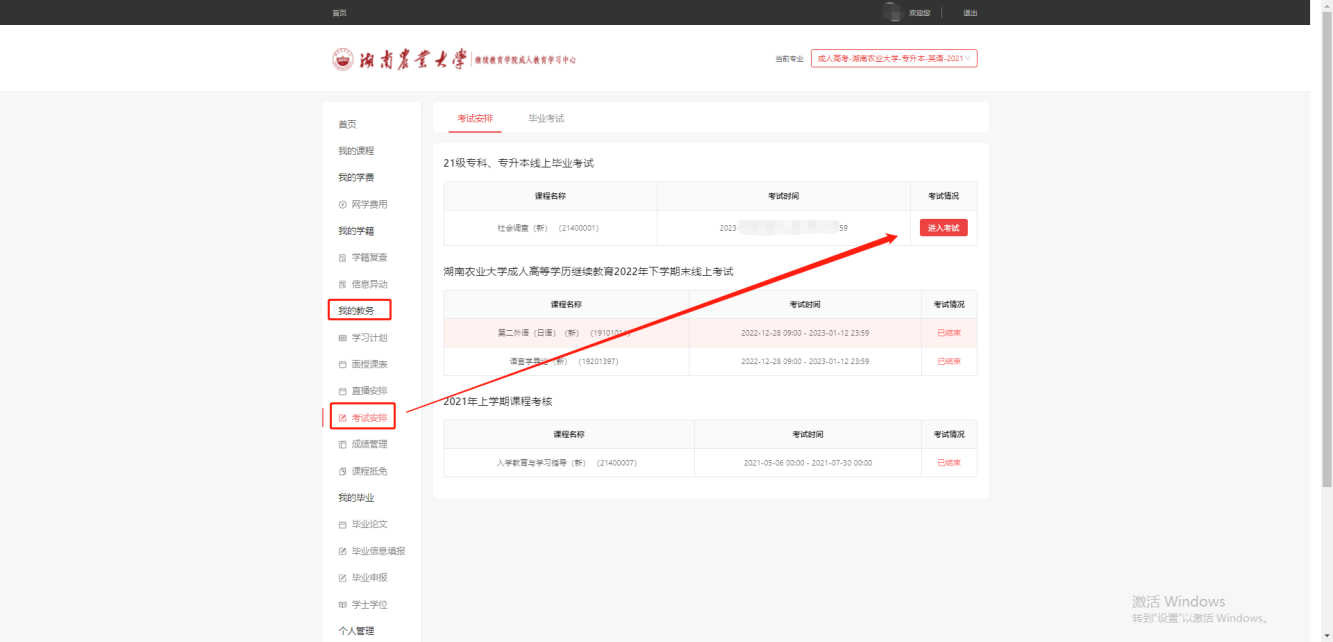 首页
欢迎您
退出
湖南农业大学
继续教育学院成人教育学习中心
当前专业
成人高考-湖南农业大学-专升本-英语-2021
首页
我的课程
我的学费
网学费用
我的学籍
学籍复查
信息异动
我的教务
学习计划
面授课表
直播安排
考试安排
成绩管理
课程抵免
我的毕业
毕业论文
毕业信息填报
毕业申报
学士学位
个人管理
考试安排 毕业考试
21级专科、专升本线上毕业考试
课程名称 考试时间 考试情况
社会调查（新） （21400001） 2023- 59 进入考试
湖南农业大学成人高等学历继续教育2022年下学期末线上考试
课程名称 考试时间 考试情况
第二外语（日语）（新） 2022-12-28 09:00 - 2023-01-12 23:59 已结束
语言学导论（新） （19201397） 2022-12-28 09:00 - 2023-01-12 23:59 已结束
2021年上学期课程考核
课程名称 考试时间 考试情况
入学教育与学习指导（新） （21400007） 2021-05-06 00:00 - 2021-07-30 00:00 已结束
激活 Windows
转到"设置"以激活 Windows。